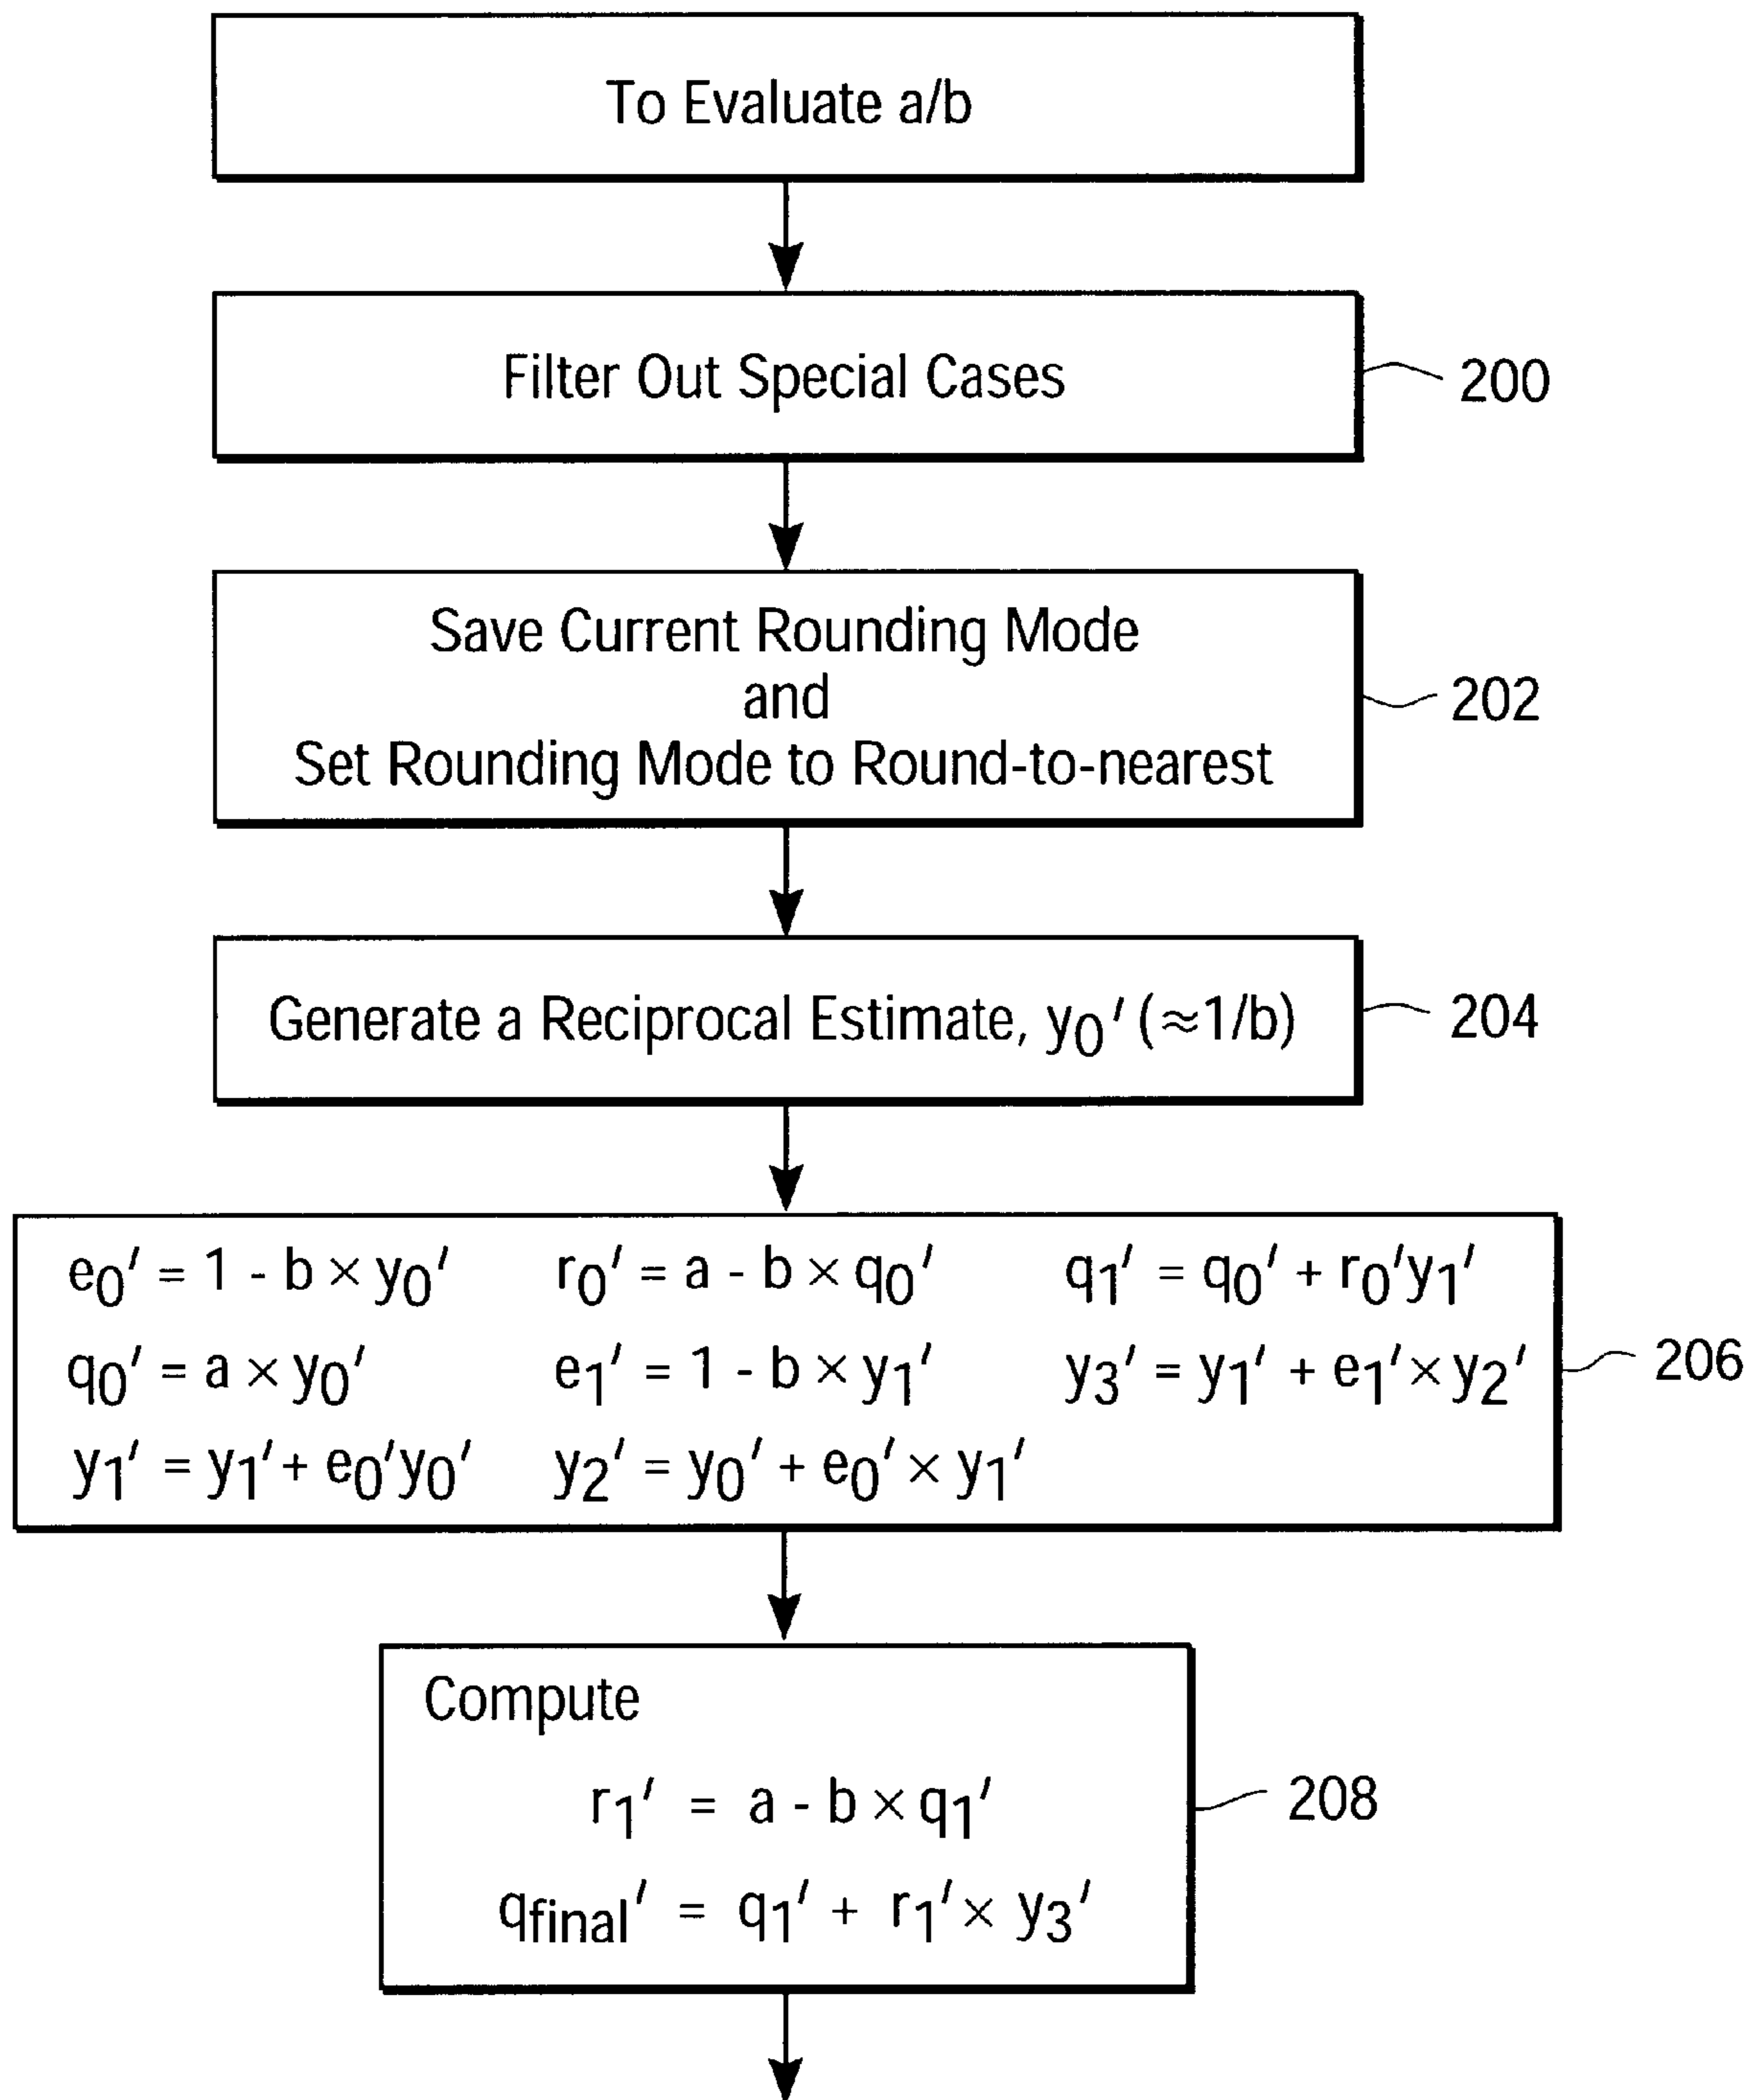 To Evaluate a/b
Filter Out Special Cases
200
Save Current Rounding Mode
and
Set Rounding Mode to Round-to-nearest
202
Generate a Reciprocal Estimate, y₀′ (≈1/b)
204
e₀′ = 1 - b × y₀′
q₀′ = a × y₀′
y₁′ = y₁′ + e₀′y₀′
r₀′ = a - b × q₀′
e₁′ = 1 - b × y₁′
y₂′ = y₀′ + e₀′ × y₁′
q₁′ = q₀′ + r₀′y₁′
y₃′ = y₁′ + e₁′ × y₂′
206
Compute
r₁′ = a - b × q₁′
q_final′ = q₁′ + r₁′ × y₃′
208